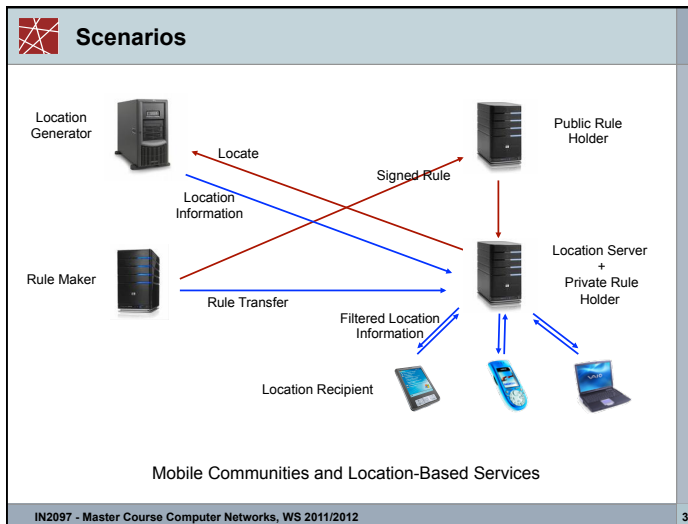 Scenarios
Location
Generator
Public Rule
Holder
Locate
Signed Rule
Location
Information
Rule Maker
Location Server
+
Private Rule
Holder
Rule Transfer
Filtered Location
Information
Location Recipient
VAIO
Mobile Communities and Location-Based Services
IN2097 - Master Course Computer Networks, WS 2011/2012
3